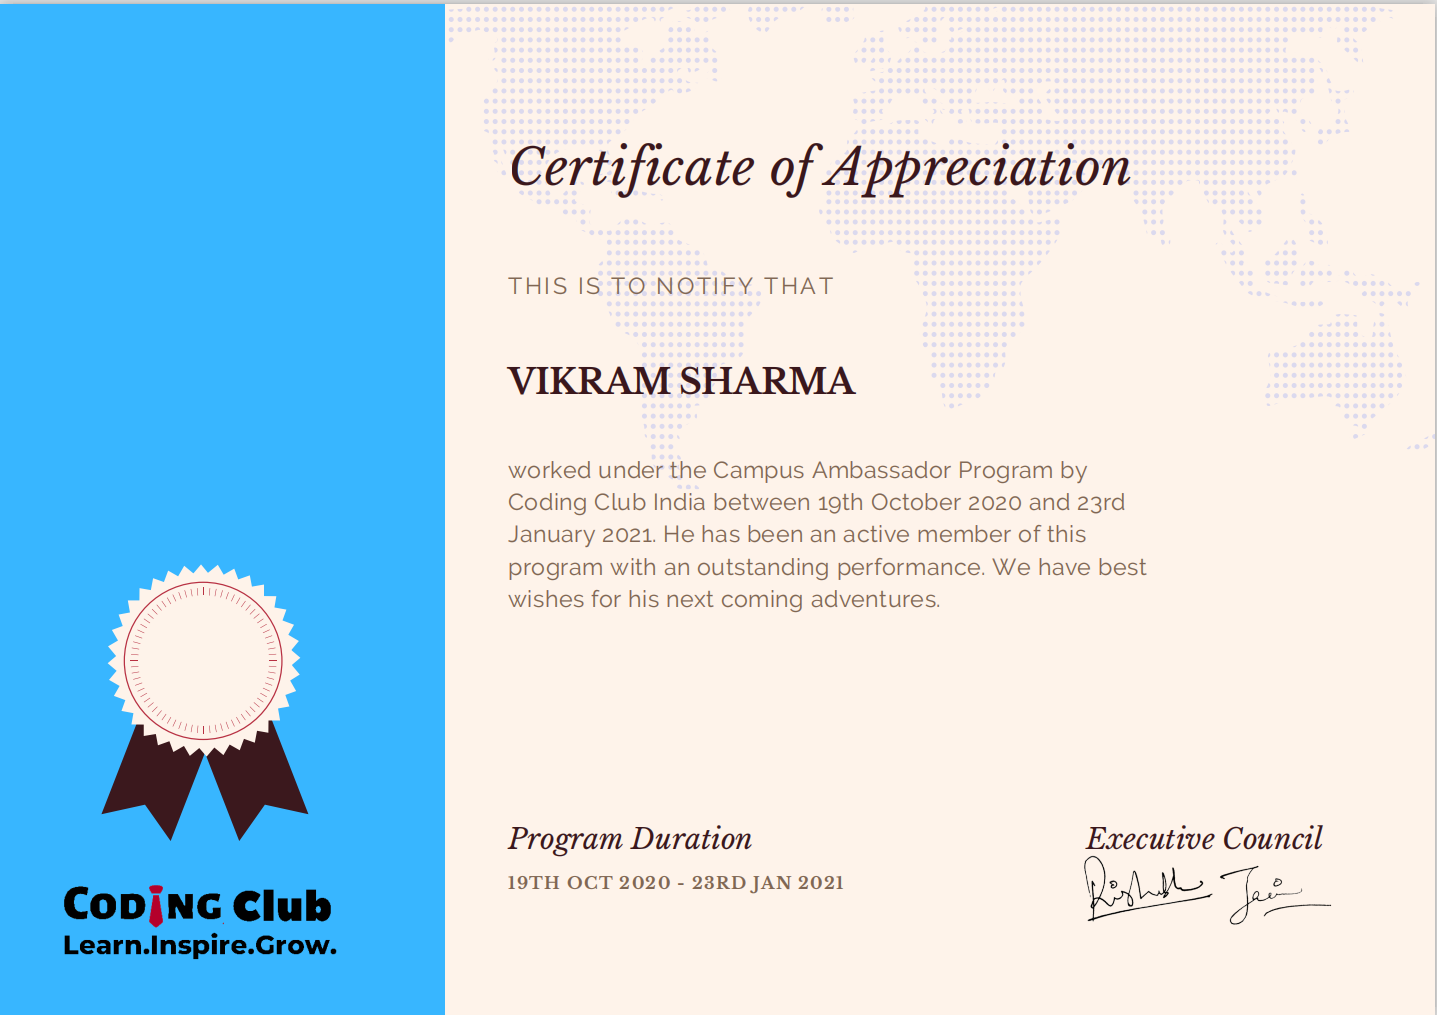 Certificate of Appreciation
THIS IS TO NOTIFY THAT
VIKRAM SHARMA
worked under the Campus Ambassador Program by
Coding Club India between 19th October 2020 and 23rd
January 2021. He has been an active member of this
program with an outstanding performance. We have best
wishes for his next coming adventures.
Program Duration
19TH OCT 2020 - 23RD JAN 2021
Executive Council
Jain
CODING Club
Learn.Inspire.Grow.